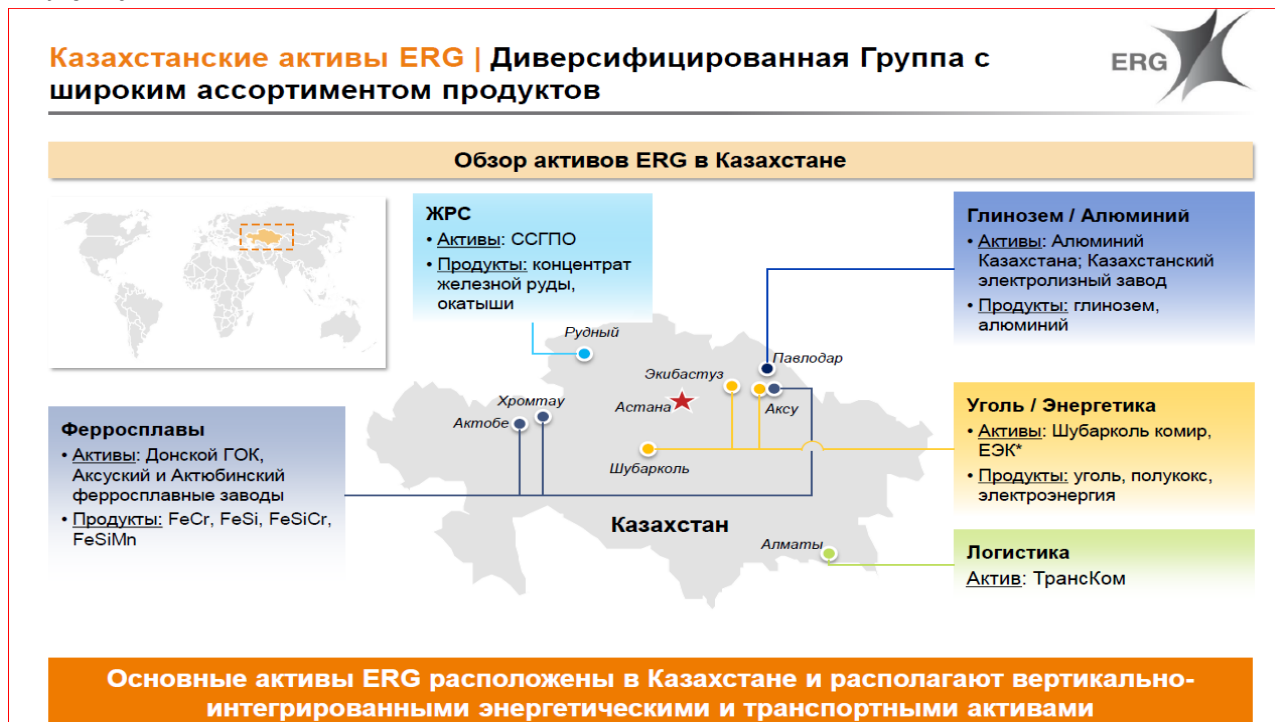 Казахстанские активы ERG | Диверсифицированная Группа с
широким ассортиментом продуктов
ERG
Обзор активов ERG в Казахстане
ЖРС
• Активы: ССГПО
• Продукты: концентрат
железной руды,
окатыши
Глинозем / Алюминий
• Активы: Алюминий
Казахстана; Казахстанский
электролизный завод
• Продукты: глинозем,
алюминий
Рудный
Павлодар
Экибастуз
Хромтау
Астана
Аксу
Актобе
Шубарколь
Ферросплавы
• Активы: Донской ГОК,
Аксуский и Актюбинский
ферросплавные заводы
• Продукты: FeCr, FeSi, FeSiCr,
FeSiMn
Уголь / Энергетика
• Активы: Шубарколь комир,
ЕЭК*
• Продукты: уголь, полукокс,
электроэнергия
Казахстан
Алматы
Логистика
Актив: ТрансКом
Основные активы ERG расположены в Казахстане и располагают вертикально-
интегрированными энергетическими и транспортными активами